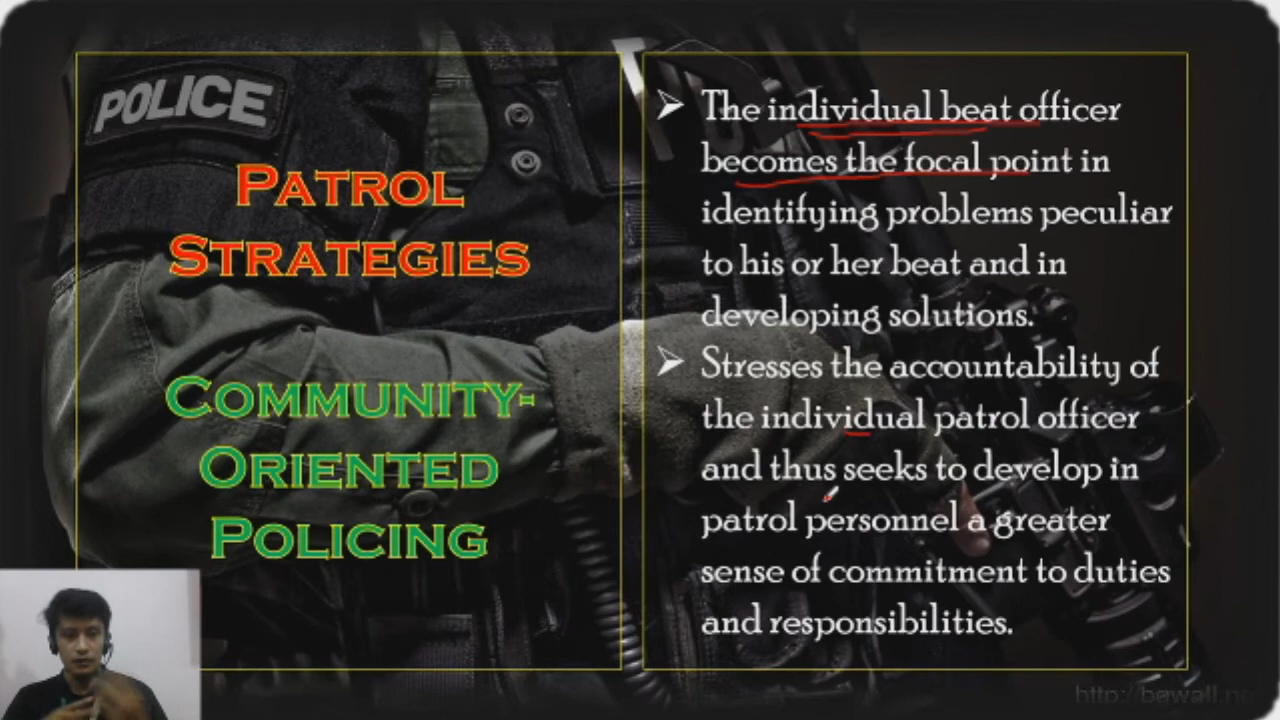 POLICE
PATROL
STRATEGIES
COMMUNITY-
ORIENTED
POLICING
The individual beat officer
becomes the focal point in
identifying problems peculiar
to his or her beat and in
developing solutions.
Stresses the accountability of
the individual patrol officer
and thus seeks to develop in
patrol personnel a greater
sense of commitment to duties
and responsibilities.